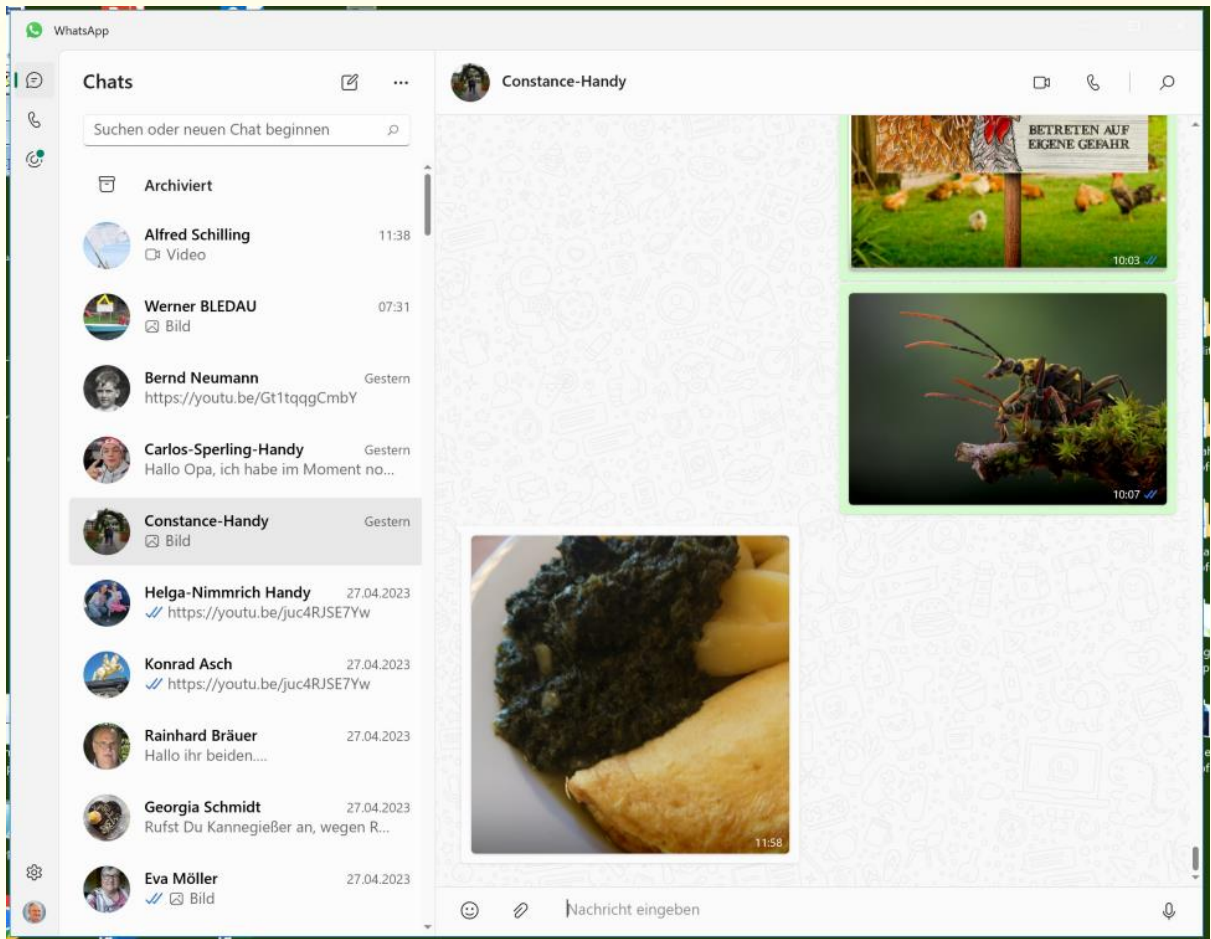 WhatsApp
Chats
Suchen oder neuen Chat beginnen
Archiviert
Alfred Schilling 11:38
Video
Werner BLEDAU 07:31
Bild
Bernd Neumann Gestern
https://youtu.be/Gt1tqqgCmbY
Carlos-Sperling-Handy Gestern
Hallo Opa, ich habe im Moment no...
Constance-Handy Gestern
Bild
Helga-Nimmrich Handy 27.04.2023
https://youtu.be/juc4RJSE7Yw
Konrad Asch 27.04.2023
https://youtu.be/juc4RJSE7Yw
Rainhard Bräuer 27.04.2023
Hallo ihr beiden....
Georgia Schmidt 27.04.2023
Rufst Du Kannegießer an, wegen R...
Eva Möller 27.04.2023
Bild
Constance-Handy
BETRETEN AUF
EIGENE GEFAHR
10:03
10:07
11:58
Nachricht eingeben